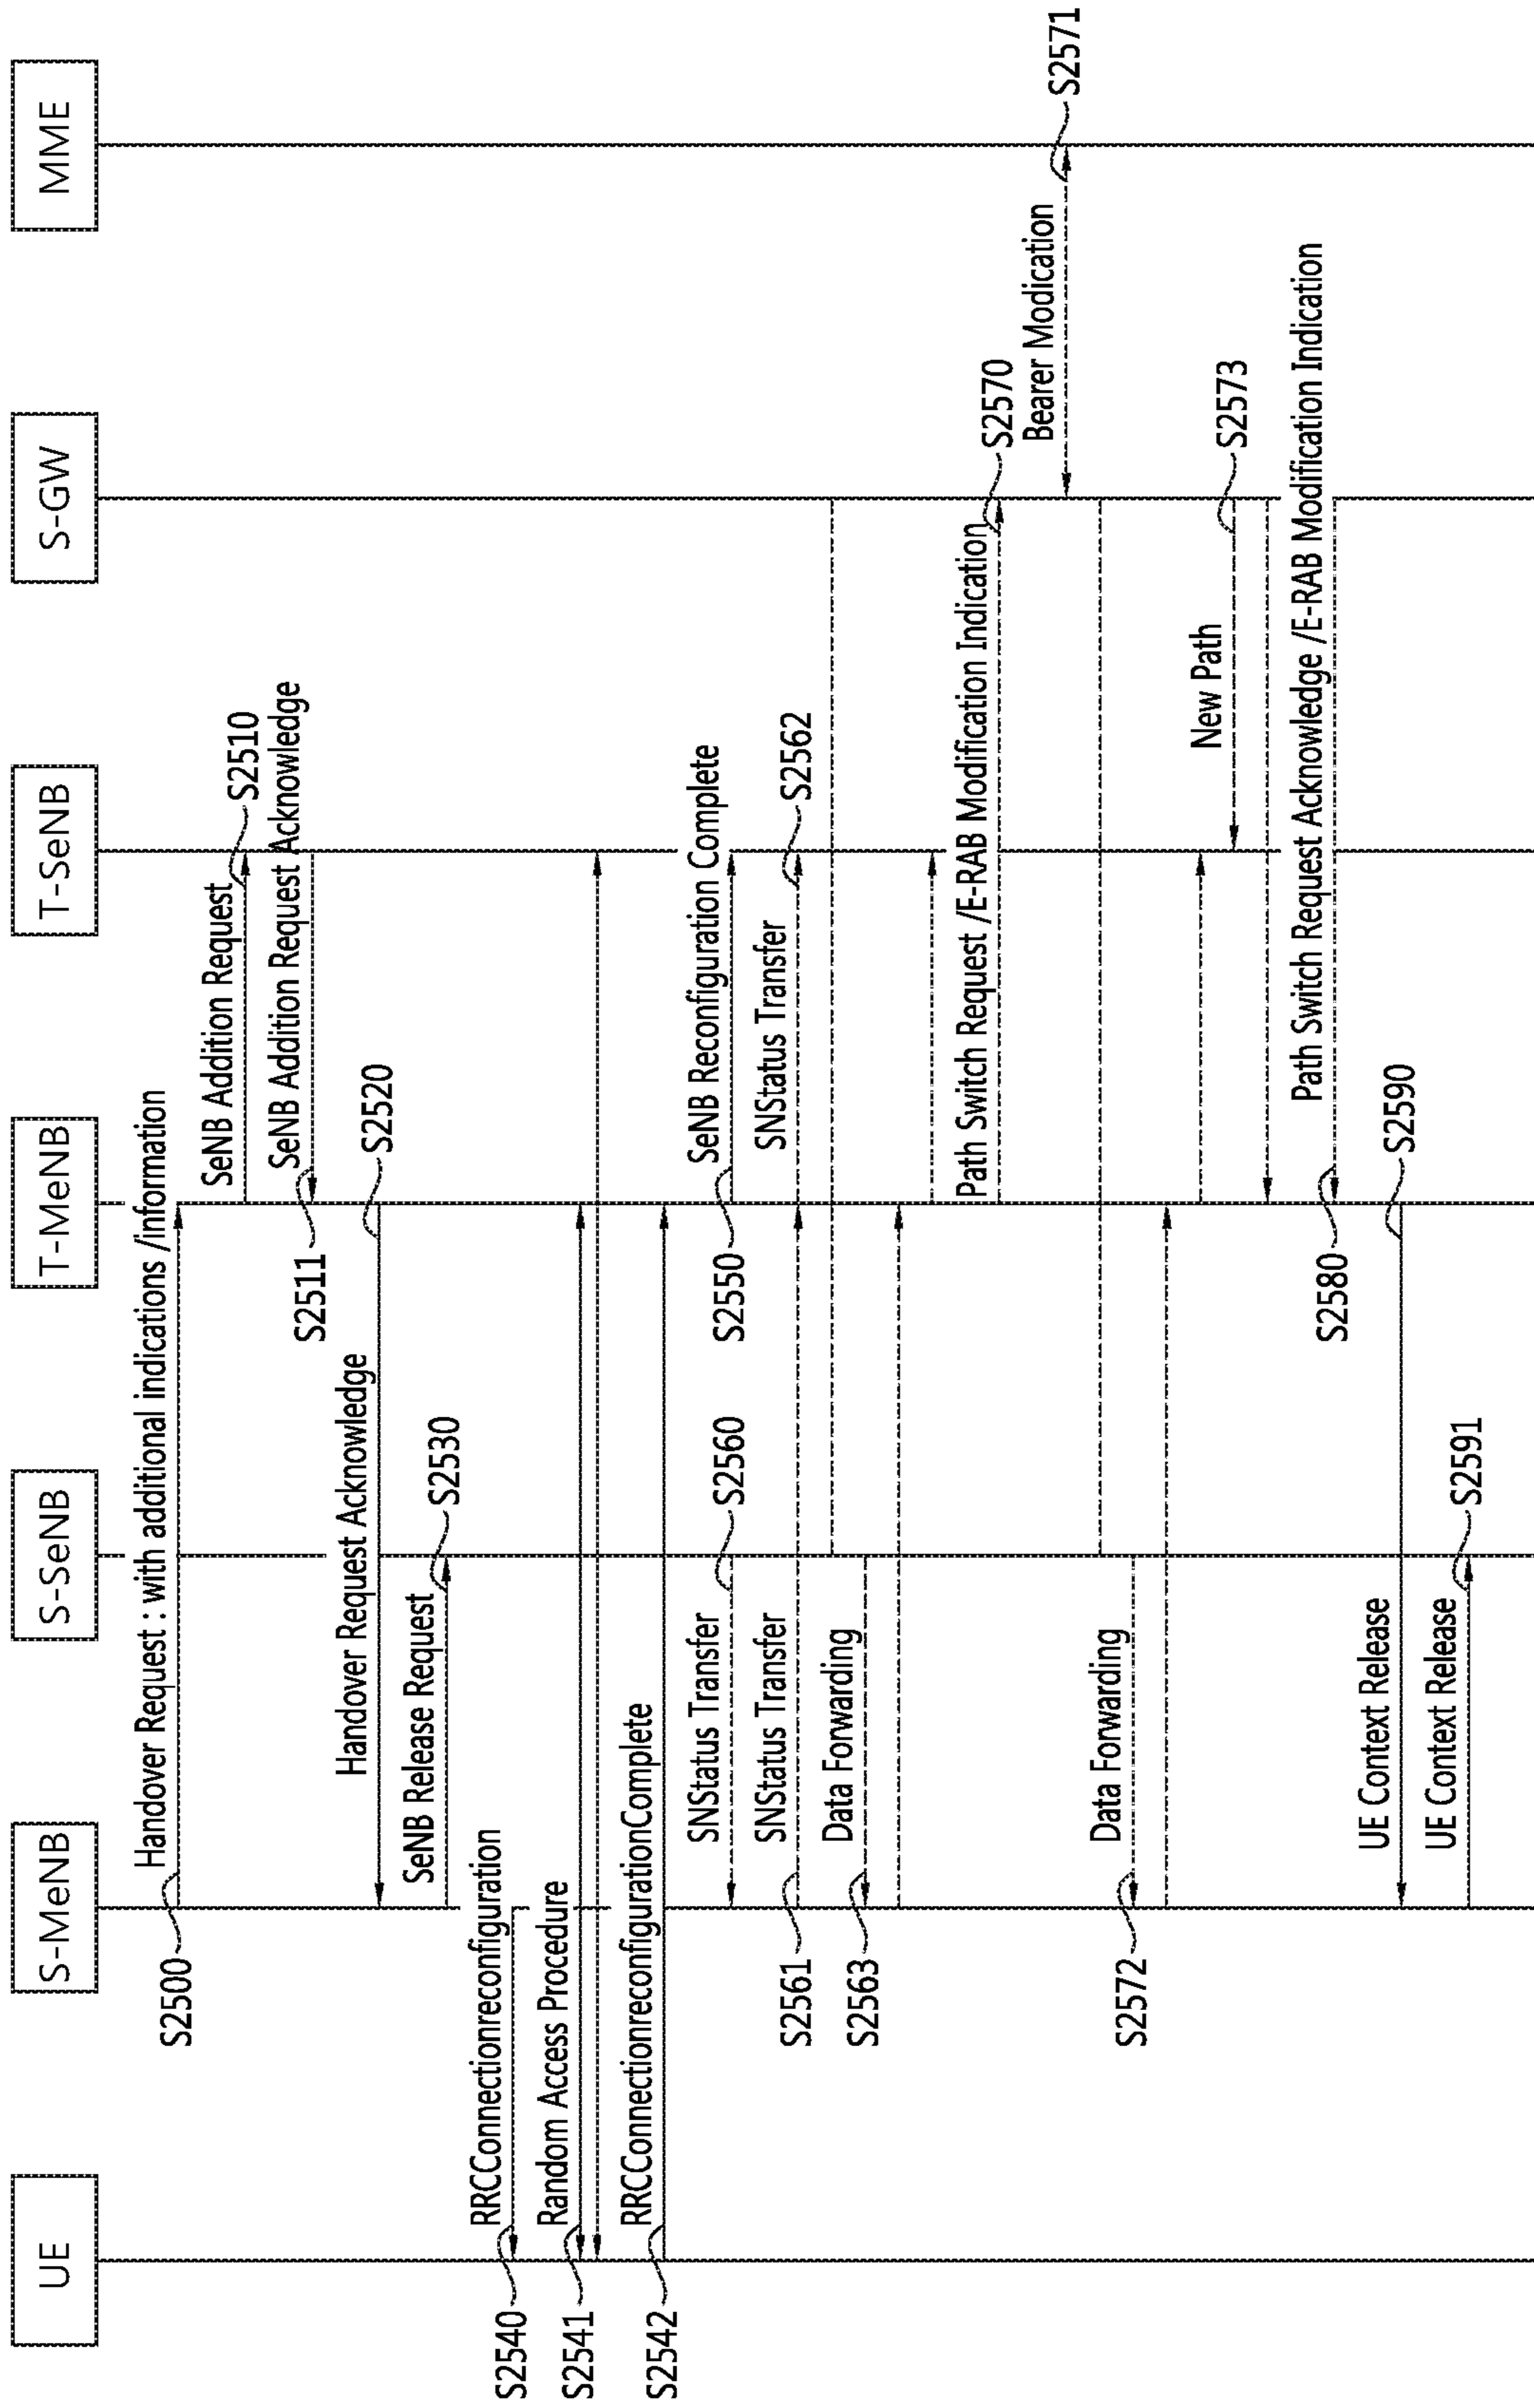 UE
S-MeNB
S-SeNB
T-MeNB
T-SeNB
S-GW
MME
Handover Request : with additional indications /information
S2500
SeNB Addition Request
S2510
SeNB Addition Request Acknowledge
S2511
Handover Request Acknowledge
S2520
SeNB Release Request
S2530
RRCConnectionreconfiguration
S2540
Random Access Procedure
S2541
RRCConnectionreconfigurationComplete
S2542
SNStatus Transfer
S2560
SeNB Reconfiguration Complete
S2550
SNStatus Transfer
S2561
SNStatus Transfer
S2562
Data Forwarding
S2563
Path Switch Request /E-RAB Modification Indication
S2570
Bearer Modication
S2571
Data Forwarding
S2572
New Path
S2573
Path Switch Request Acknowledge /E-RAB Modification Indication
S2580
UE Context Release
S2590
UE Context Release
S2591